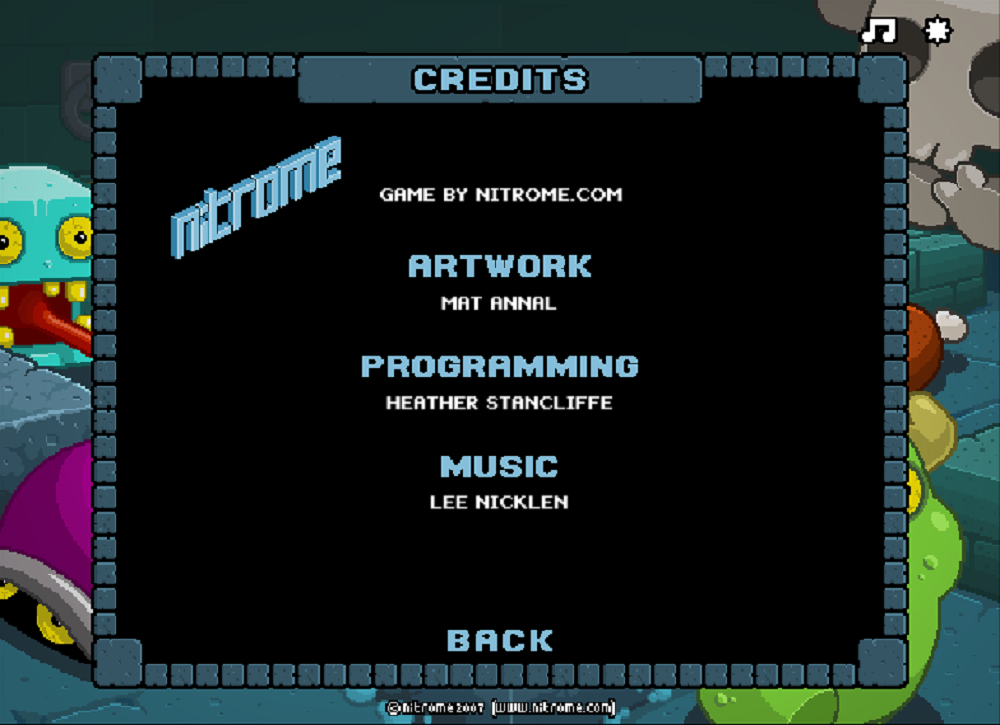 CREDITS
nitrome
GAME BY NITROME.COM
ARTWORK
MAT ANNAL
PROGRAMMING
HEATHER STANCLIFFE
MUSIC
LEE NICKLEN
BACK
©nitrome2007 (www.nitrome.com)